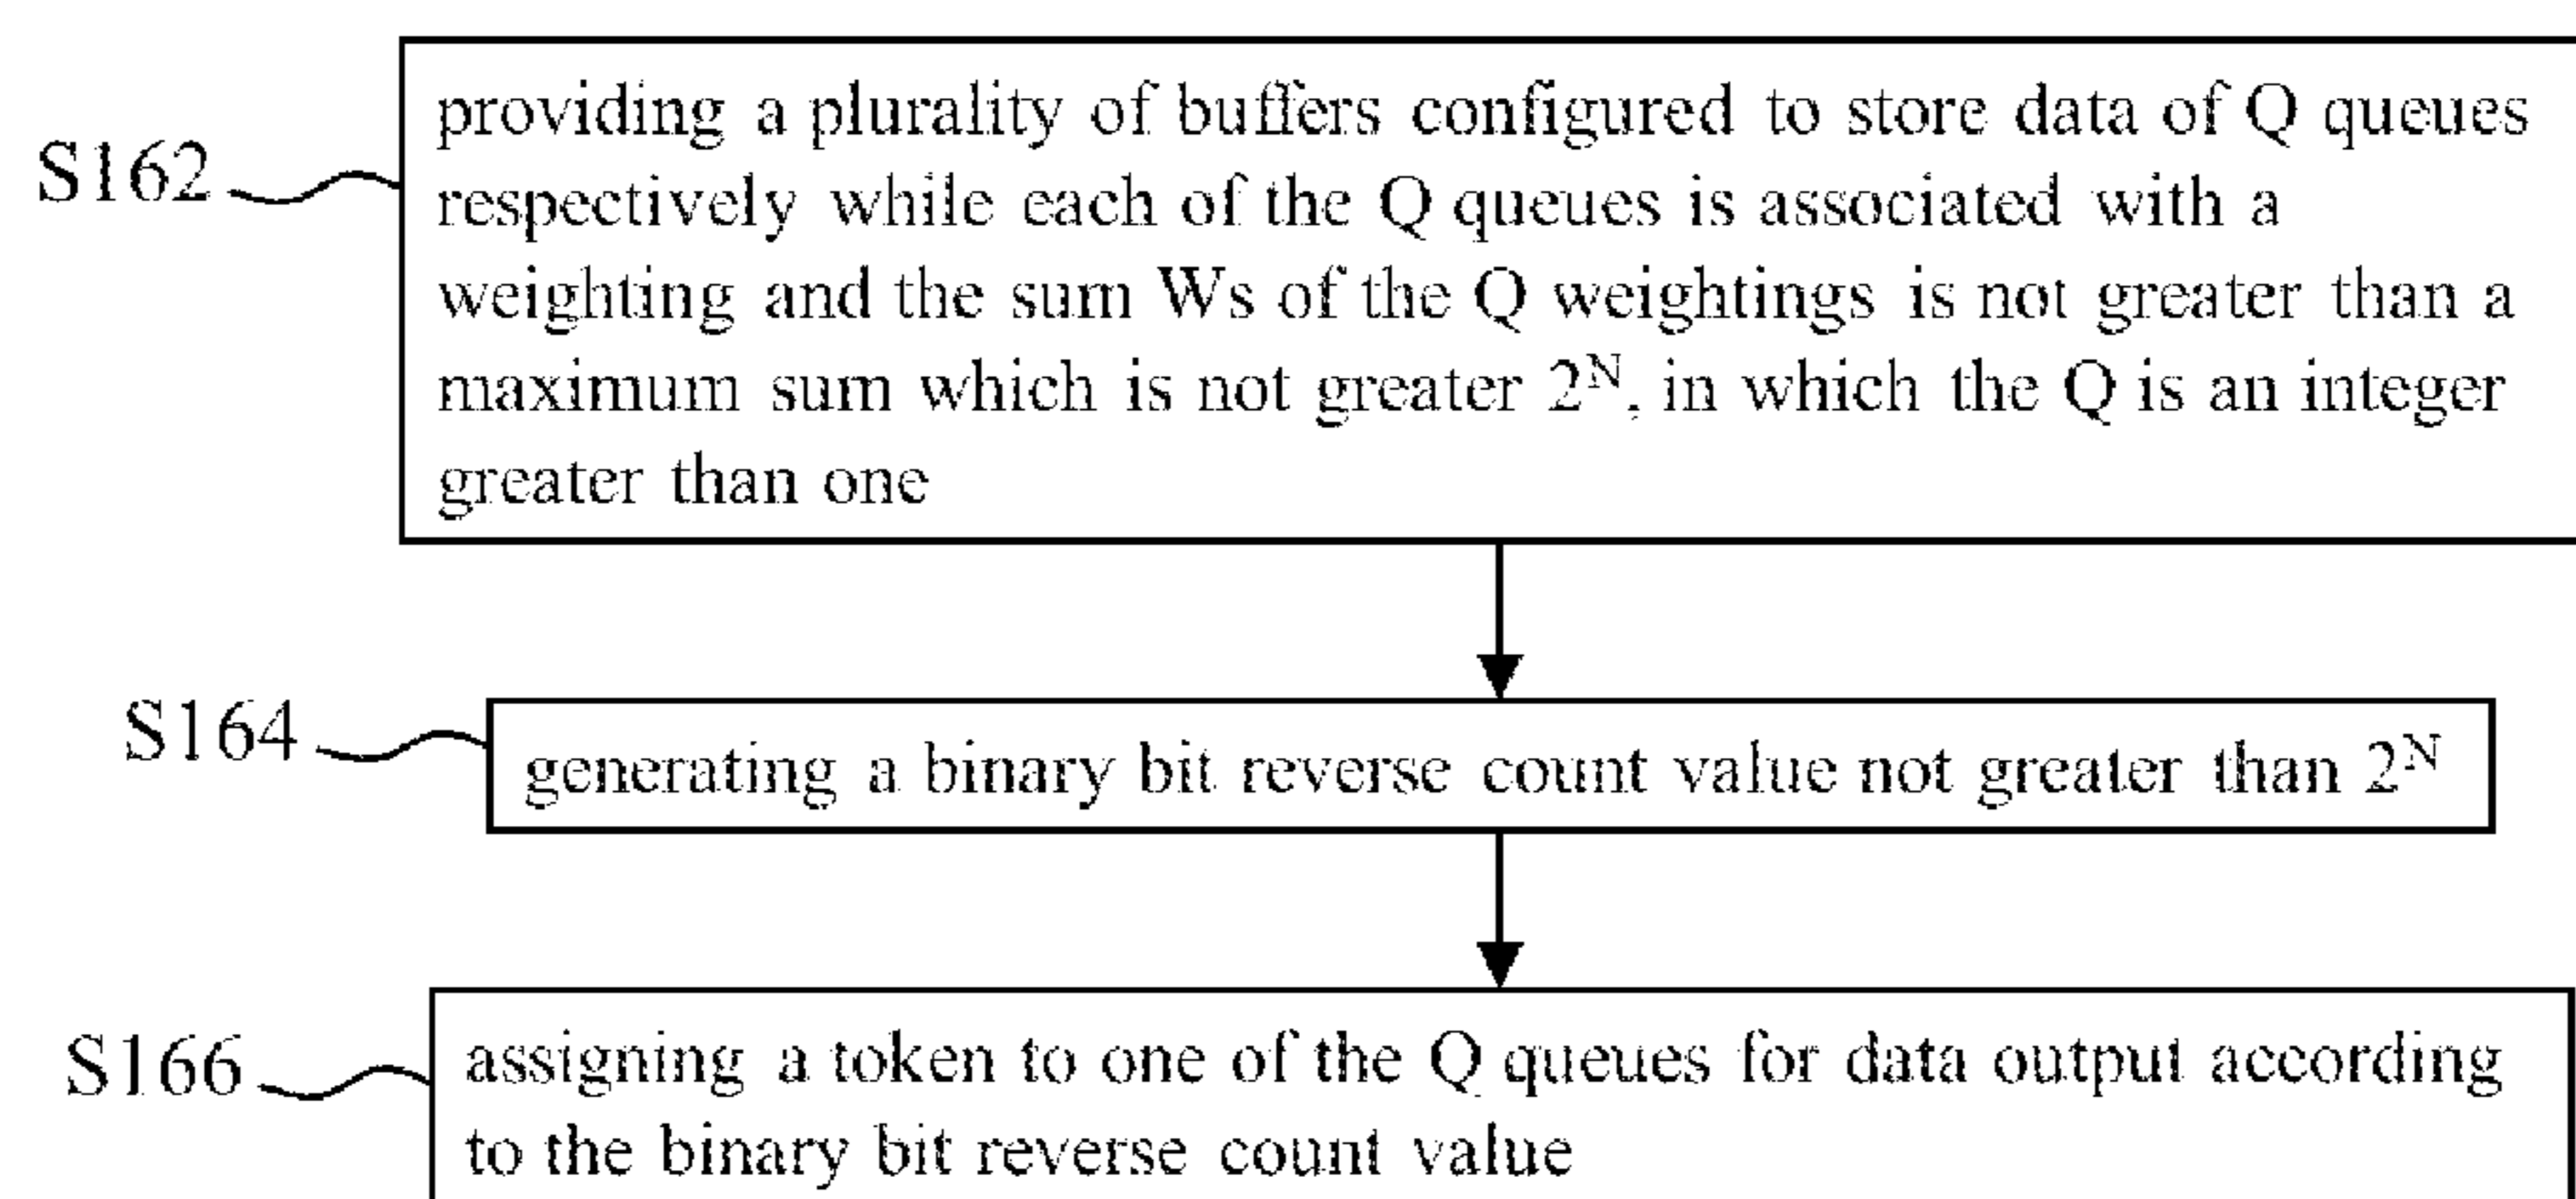 S162
providing a plurality of buffers configured to store data of Q queues
respectively while each of the Q queues is associated with a
weighting and the sum Ws of the Q weightings is not greater than a
maximum sum which is not greater 2^N, in which the Q is an integer
greater than one
S164
generating a binary bit reverse count value not greater than 2^N
S166
assigning a token to one of the Q queues for data output according
to the binary bit reverse count value